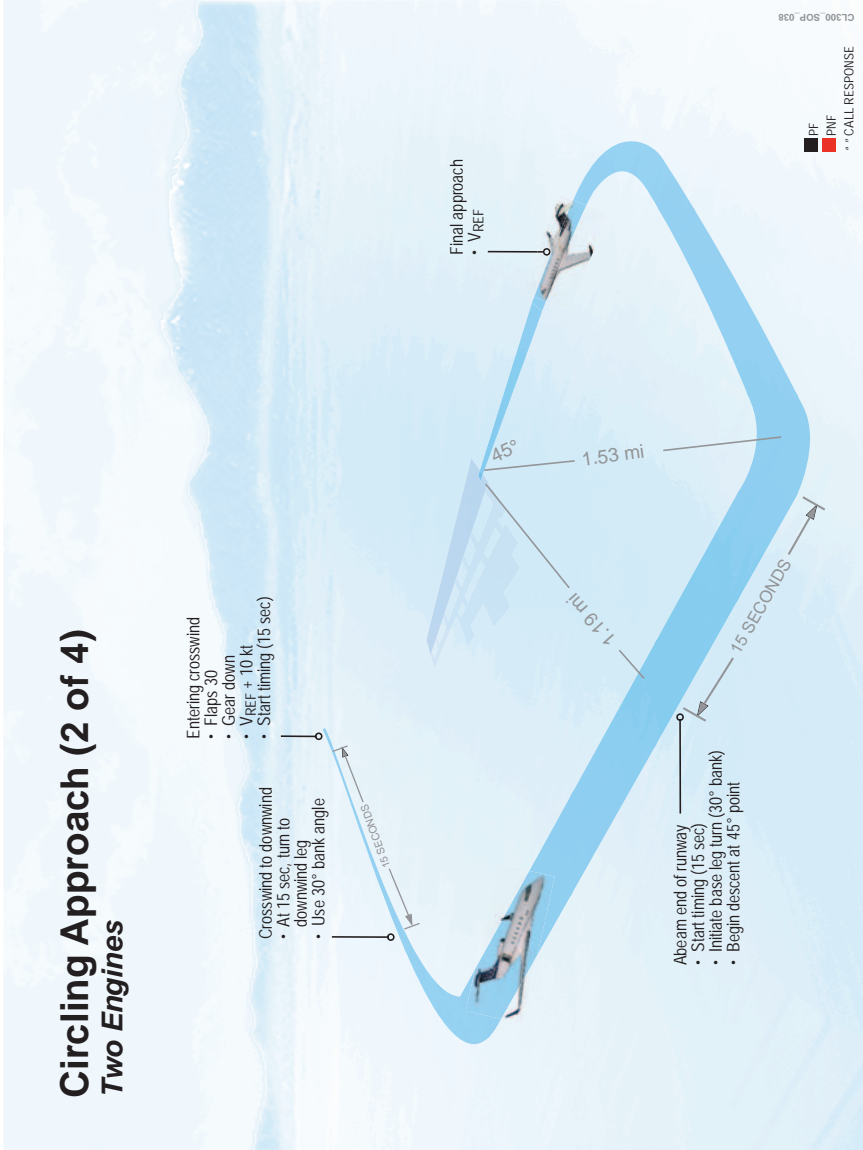 Circling Approach (2 of 4)
Two Engines
Entering crosswind
• Flaps 30
• Gear down
• VREF + 10 kt
• Start timing (15 sec)
Crosswind to downwind
• At 15 sec, turn to
downwind leg
• Use 30° bank angle
15 SECONDS
Final approach
• VREF
45°
1.53 mi
1.19 mi
15 SECONDS
Abeam end of runway
• Start timing (15 sec)
• Initiate base leg turn (30° bank)
• Begin descent at 45° point
PF
PNF
“ ” CALL RESPONSE
CL300_SOP_038